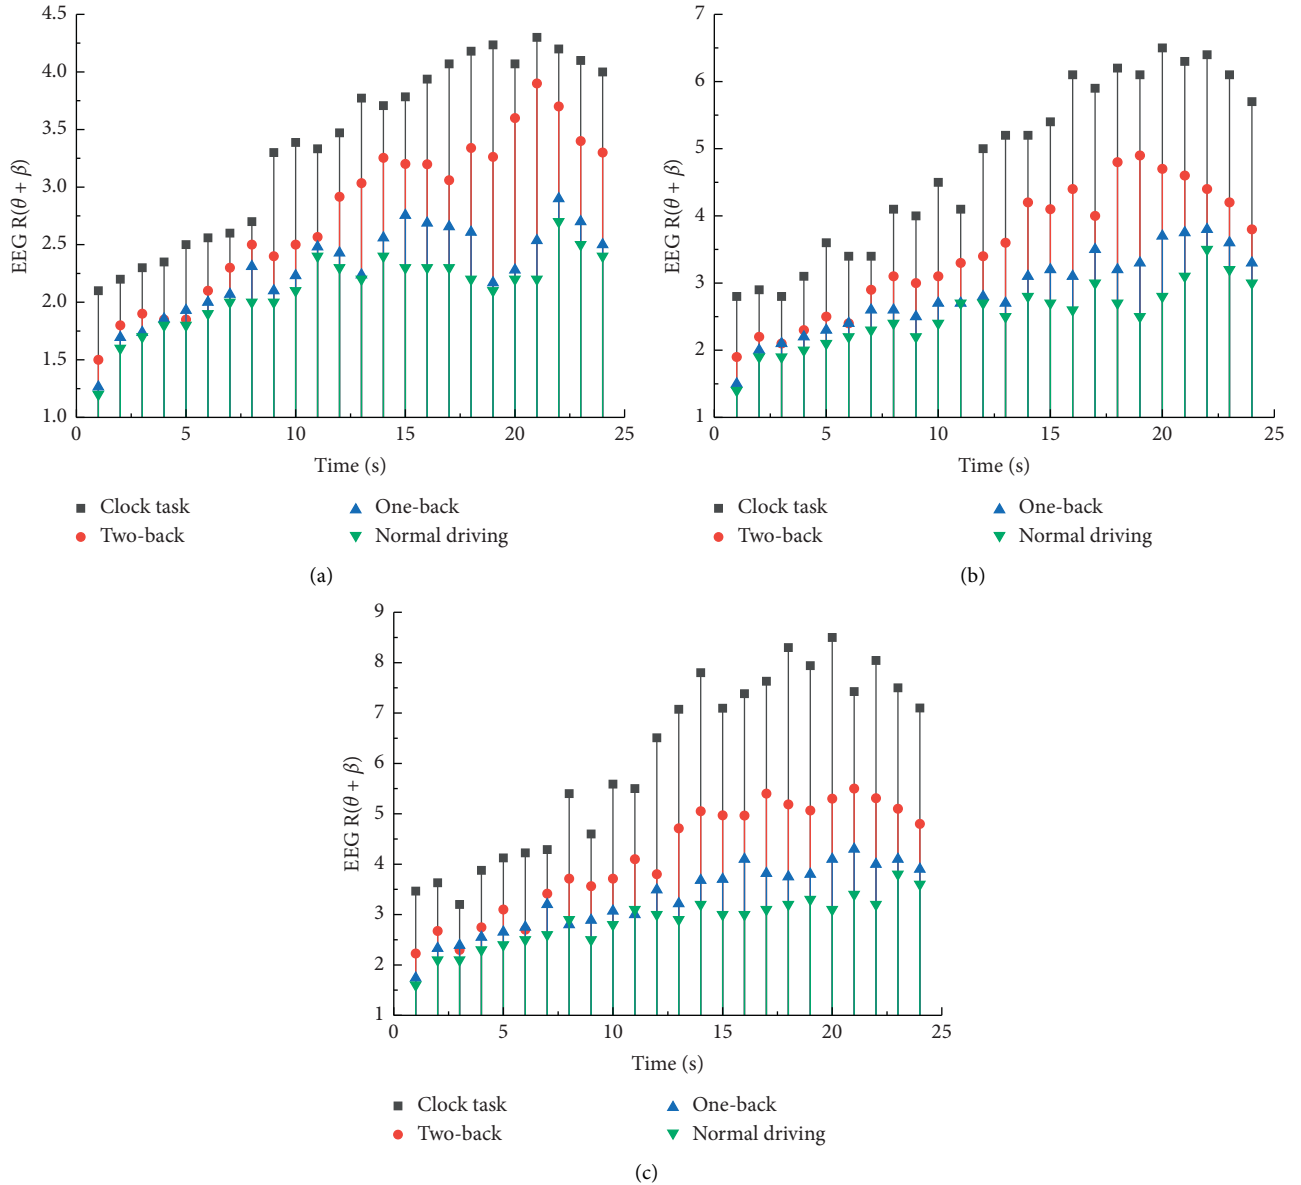 4.5
4.0
3.5
3.0
2.5
2.0
1.5
1.0
EEG R(θ + β)
0 5 10 15 20 25
Time (s)
Clock task
One-back
Two-back
Normal driving
(a)
7
6
5
4
3
2
1
EEG R(θ + β)
0 5 10 15 20 25
Time (s)
Clock task
One-back
Two-back
Normal driving
(b)
9
8
7
6
5
4
3
2
1
EEG R(θ + β)
0 5 10 15 20 25
Time (s)
Clock task
One-back
Two-back
Normal driving
(c)